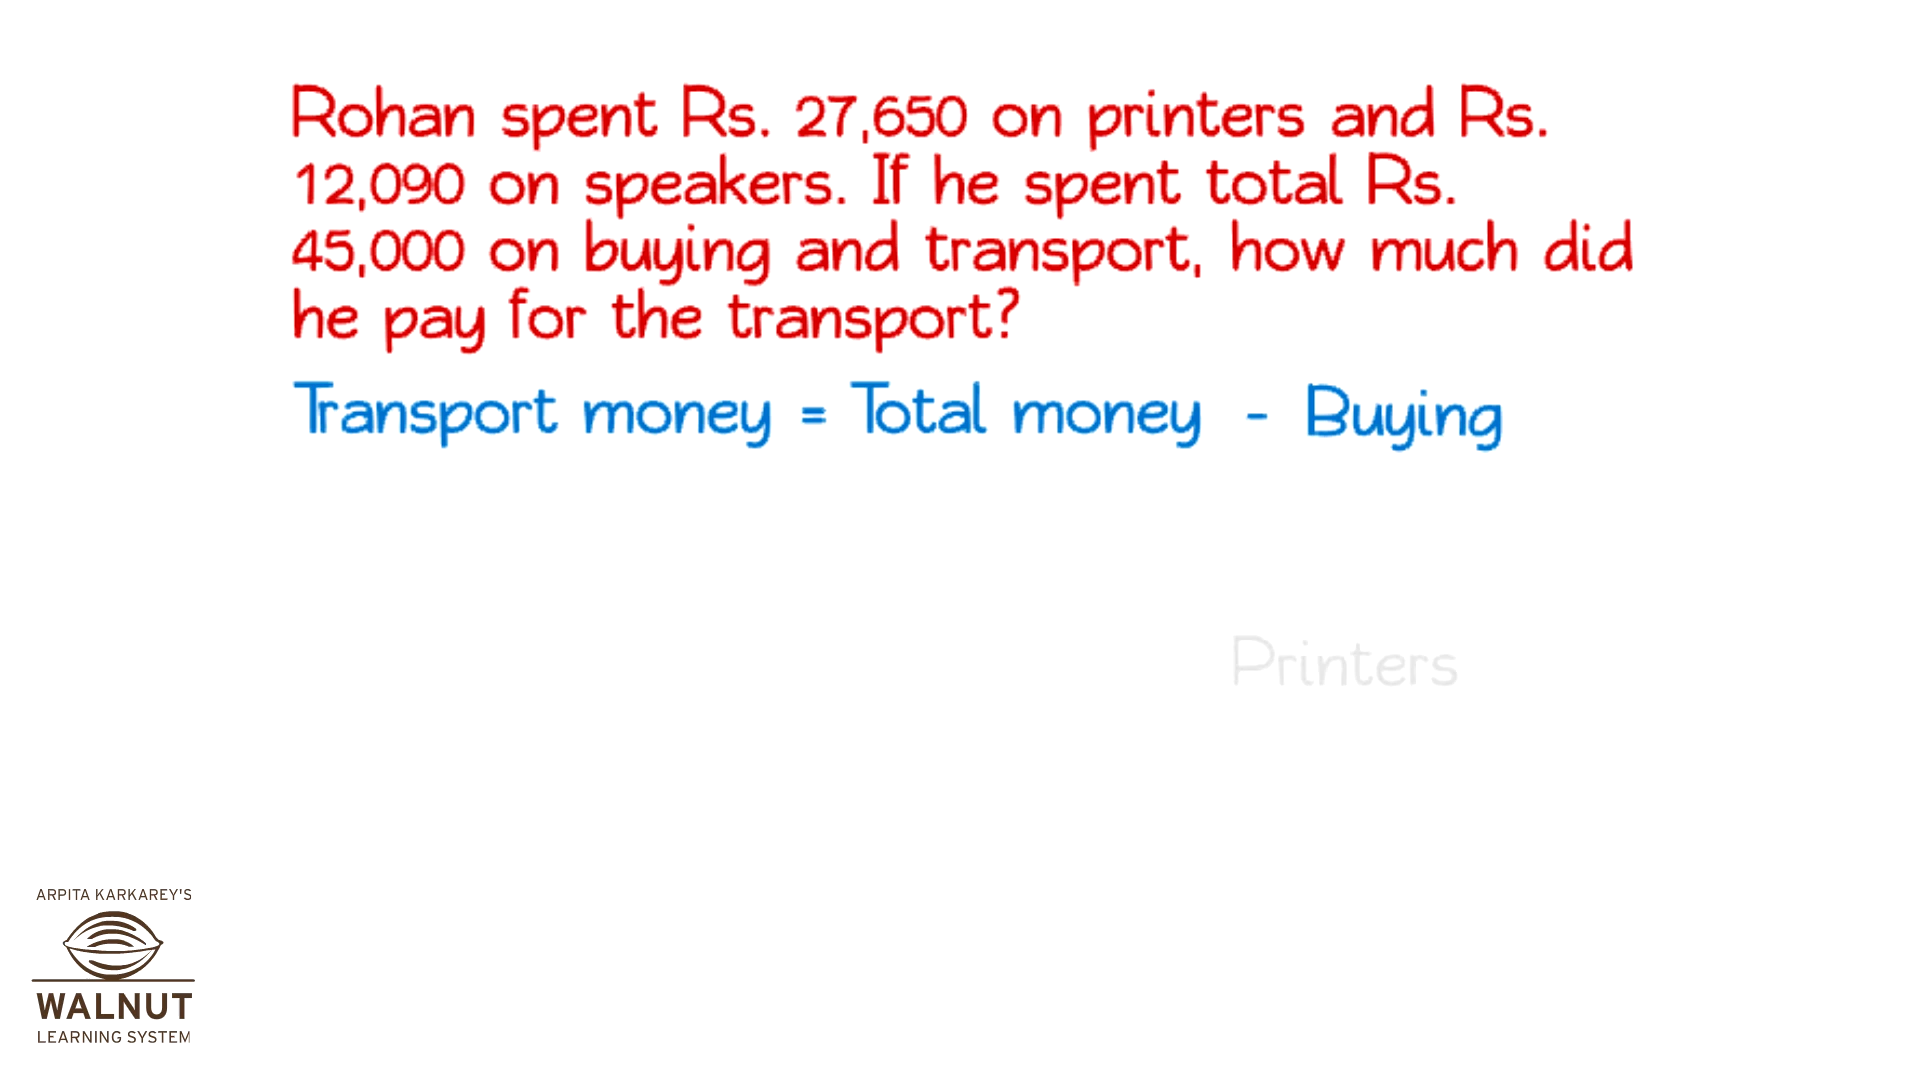 Rohan spent Rs. 27,650 on printers and Rs.
12,090 on speakers. If he spent total Rs.
45,000 on buying and transport, how much did
he pay for the transport?
Transport money = Total money - Buying
Printers
ARPITA KARKAREY'S
WALNUT
LEARNING SYSTEM